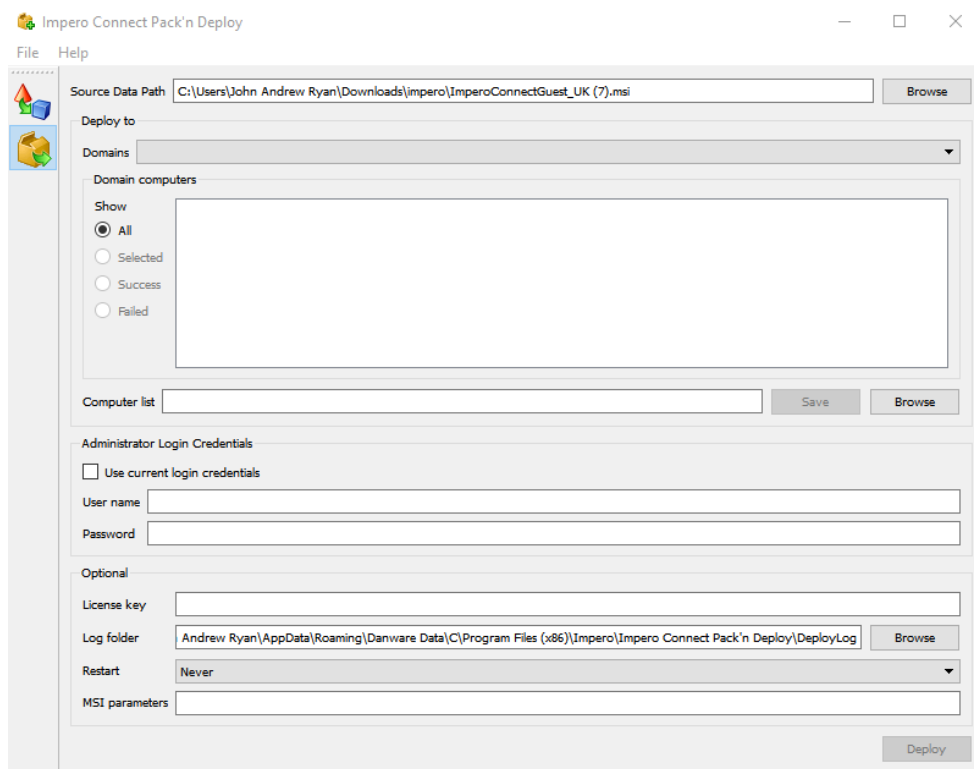 Impero Connect Pack'n Deploy
File Help
Source Data Path C:\Users\John Andrew Ryan\Downloads\impero\ImperoConnectGuest_UK (7).msi Browse
Deploy to
Domains
Domain computers
Show
All
Selected
Success
Failed
Computer list Save Browse
Administrator Login Credentials
Use current login credentials
User name
Password
Optional
License key
Log folder Andrew Ryan\AppData\Roaming\Danware Data\C\Program Files (x86)\Impero\Impero Connect Pack'n Deploy\DeployLog Browse
Restart Never
MSI parameters
Deploy